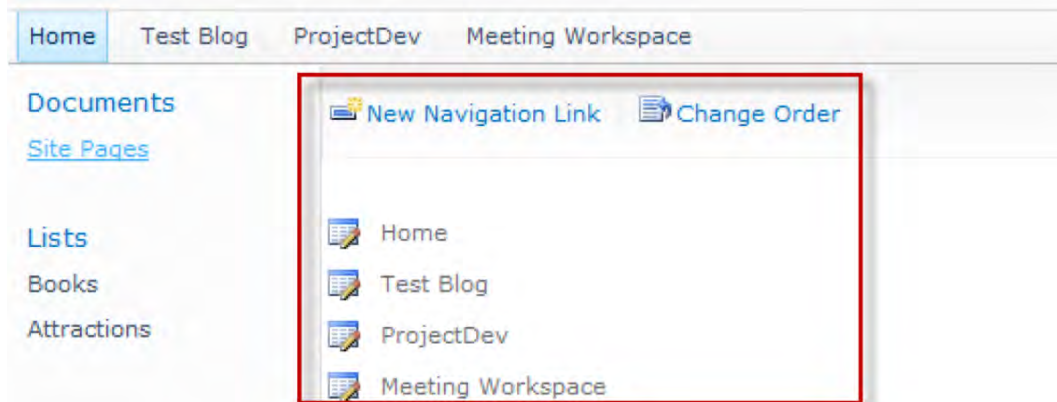 Home Test Blog ProjectDev Meeting Workspace
Documents
Site Pages
Lists
Books
Attractions
New Navigation Link Change Order
Home
Test Blog
ProjectDev
Meeting Workspace